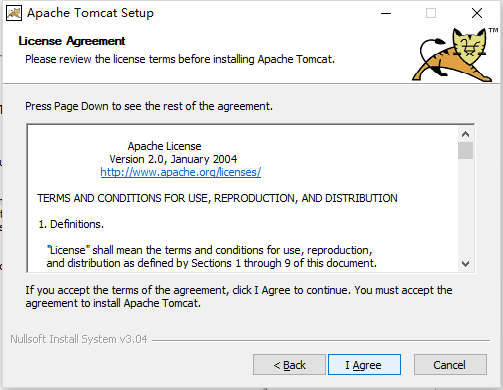 Apache Tomcat Setup
License Agreement
Please review the license terms before installing Apache Tomcat.
TM
Press Page Down to see the rest of the agreement.
Apache License
Version 2.0, January 2004
http://www.apache.org/licenses/
TERMS AND CONDITIONS FOR USE, REPRODUCTION, AND DISTRIBUTION
1. Definitions.
"License" shall mean the terms and conditions for use, reproduction,
and distribution as defined by Sections 1 through 9 of this document.
If you accept the terms of the agreement, click I Agree to continue. You must accept the
agreement to install Apache Tomcat.
Nullsoft Install System v3.04
< Back I Agree Cancel